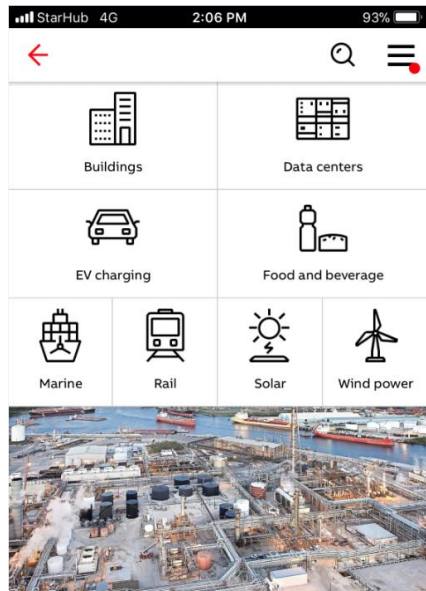 StarHub 4G 2:06 PM 93%
Buildings Data centers
EV charging Food and beverage
Marine Rail Solar Wind power